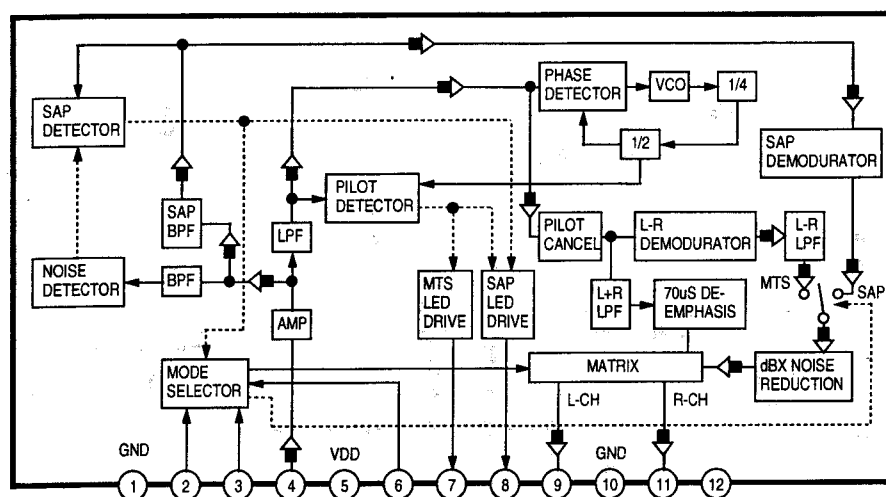 PHASE
DETECTOR
VCO
1/4
1/2
SAP
DETECTOR
SAP
DEMODURATOR
PILOT
DETECTOR
SAP
BPF
LPF
PILOT
CANCEL
L-R
DEMODURATOR
L-R
LPF
NOISE
DETECTOR
BPF
AMP
MTS
LED
DRIVE
SAP
LED
DRIVE
L+R
LPF
70uS DE-
EMPHASIS
MTS
SAP
MODE
SELECTOR
MATRIX
dBX NOISE
REDUCTION
L-CH
R-CH
GND
VDD
GND
1 2 3 4 5 6 7 8 9 10 11 12